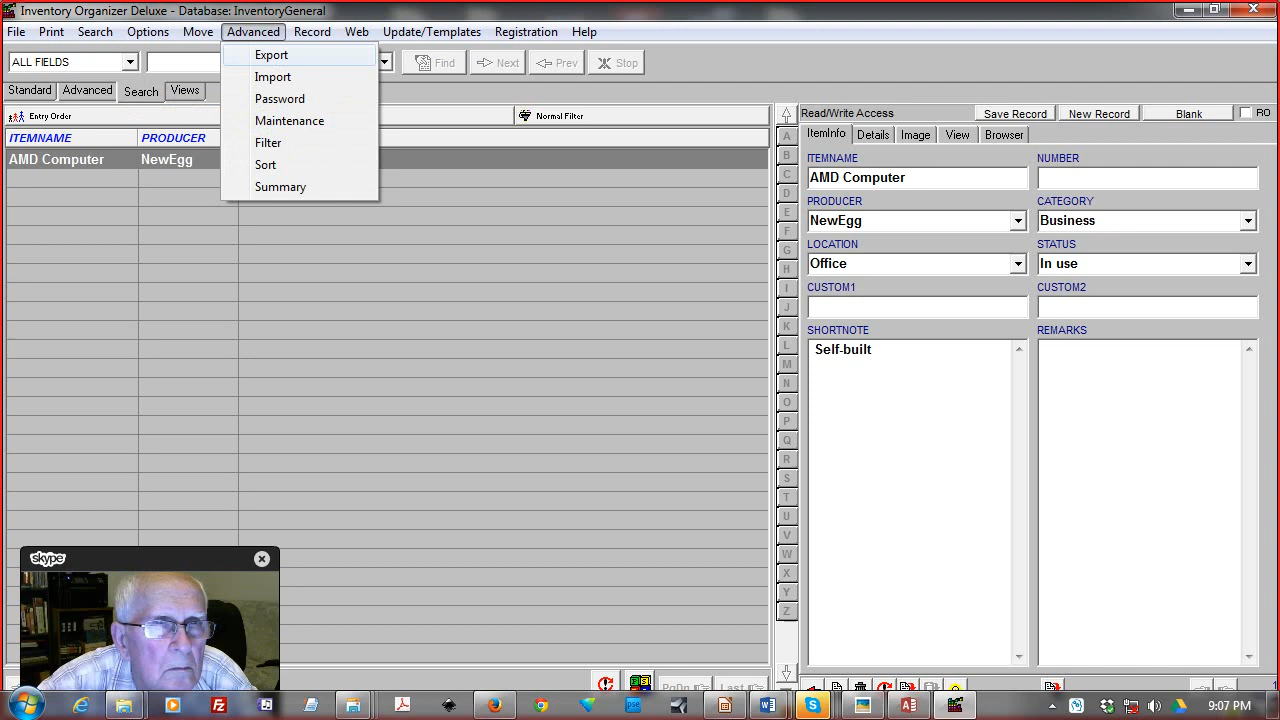 Inventory Organizer Deluxe - Database: InventoryGeneral
File Print Search Options Move Advanced Record Web Update/Templates Registration Help
ALL FIELDS Find Next Prev Stop
Export
Import
Password
Maintenance
Filter
Sort
Summary
Standard Advanced Search Views
Entry Order Normal Filter
ITEMNAME PRODUCER
AMD Computer NewEgg
Read/Write Access Save Record New Record Blank RO
ItemInfo Details Image View Browser
A
B
C
D
E
F
G
H
I
J
K
L
M
N
O
P
Q
R
S
T
U
V
W
X
Y
Z
ITEMNAME NUMBER
AMD Computer
PRODUCER CATEGORY
NewEgg Business
LOCATION STATUS
Office In use
CUSTOM1 CUSTOM2
SHORTNOTE REMARKS
Self-built
skype
PgDn Last
9:07 PM